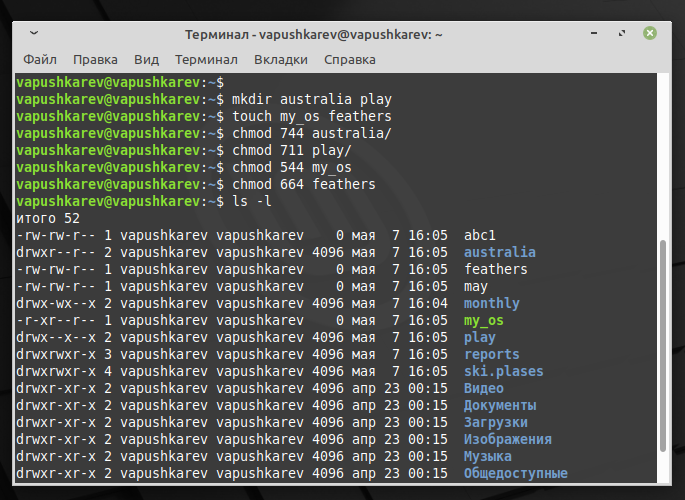 Терминал - vapushkarev@vapushkarev: ~
Файл Правка Вид Терминал Вкладки Справка
vapushkarev@vapushkarev:~$
vapushkarev@vapushkarev:~$ mkdir australia play
vapushkarev@vapushkarev:~$ touch my_os feathers
vapushkarev@vapushkarev:~$ chmod 744 australia/
vapushkarev@vapushkarev:~$ chmod 711 play/
vapushkarev@vapushkarev:~$ chmod 544 my_os
vapushkarev@vapushkarev:~$ chmod 664 feathers
vapushkarev@vapushkarev:~$ ls -l
итого 52
-rw-rw-r-- 1 vapushkarev vapushkarev    0 мая  7 16:05  abc1
drwxr--r-- 2 vapushkarev vapushkarev 4096 мая  7 16:05  australia
-rw-rw-r-- 1 vapushkarev vapushkarev    0 мая  7 16:05  feathers
-rw-rw-r-- 1 vapushkarev vapushkarev    0 мая  7 16:05  may
drwx-wx--x 2 vapushkarev vapushkarev 4096 мая  7 16:04  monthly
-r-xr--r-- 1 vapushkarev vapushkarev    0 мая  7 16:05  my_os
drwx--x--x 2 vapushkarev vapushkarev 4096 мая  7 16:05  play
drwxrwxr-x 3 vapushkarev vapushkarev 4096 мая  7 16:05  reports
drwxrwxr-x 4 vapushkarev vapushkarev 4096 мая  7 16:05  ski.plases
drwxr-xr-x 2 vapushkarev vapushkarev 4096 апр 23 00:15  Видео
drwxr-xr-x 2 vapushkarev vapushkarev 4096 апр 23 00:15  Документы
drwxr-xr-x 2 vapushkarev vapushkarev 4096 апр 23 00:15  Загрузки
drwxr-xr-x 2 vapushkarev vapushkarev 4096 апр 23 00:15  Изображения
drwxr-xr-x 2 vapushkarev vapushkarev 4096 апр 23 00:15  Музыка
drwxr-xr-x 2 vapushkarev vapushkarev 4096 апр 23 00:15  Общедоступные